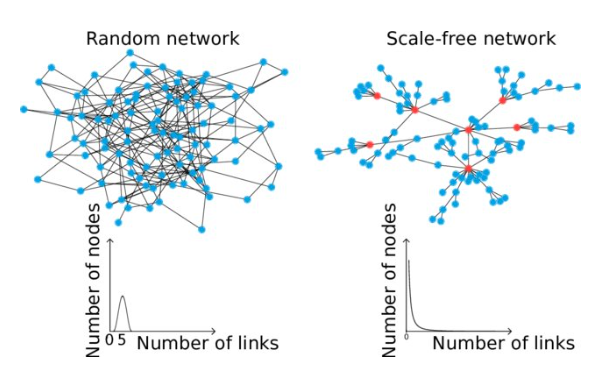 Random network
Scale-free network
Number of nodes
0 5
Number of links
Number of nodes
0
Number of links